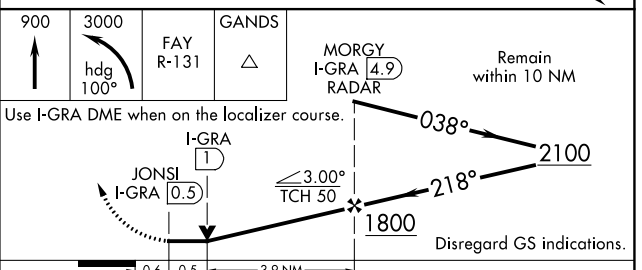 900
3000
hdg
100°
FAY
R-131
GANDS
MORGY
I-GRA 4.9
RADAR
Remain
within 10 NM
Use I-GRA DME when on the localizer course.
038°
I-GRA
1
2100
JONSI
I-GRA 0.5
3.00°
TCH 50
218°
1800
Disregard GS indications.
0.6
0.5
3.9 NM